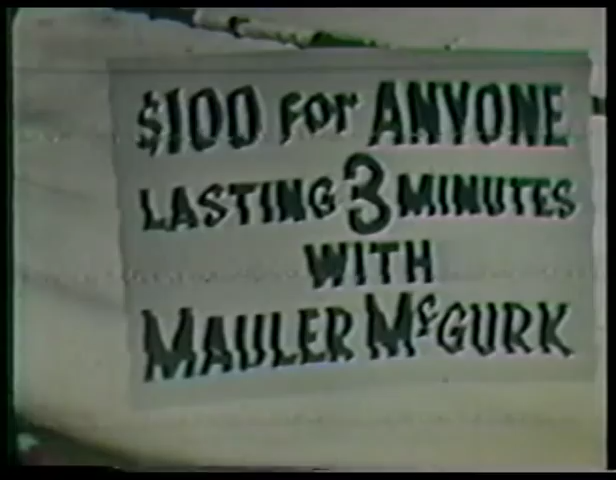 $100 for ANYONE
LASTING 3 MINUTES
WITH
MAULER McGURK